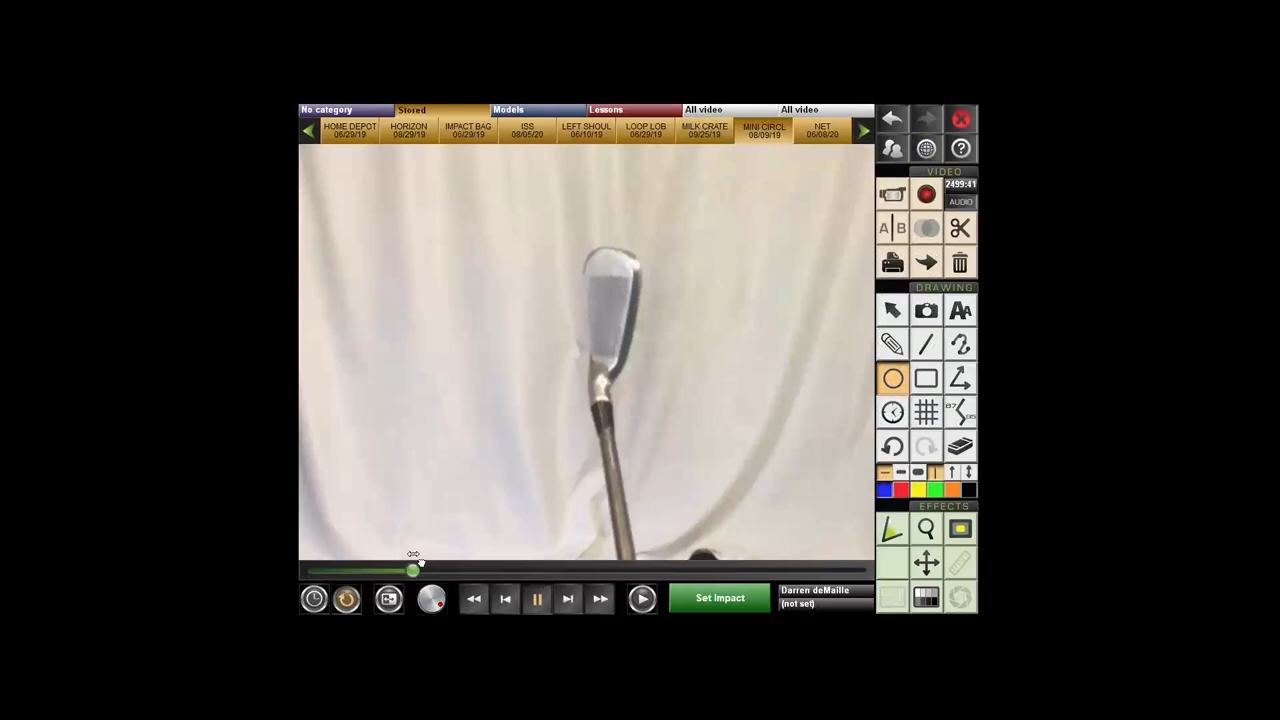 No category Stored Models Lessons All video All video
HOME DEPOT HORIZON IMPACT BAG ISS LEFT SHOUL LOOP LOB MILK CRATE MINI CIRCL NET
06/29/19 08/29/19 06/29/19 08/05/20 06/10/19 06/29/19 09/25/19 08/09/19 06/08/20
VIDEO
2499:41
AUDIO
A|B
DRAWING
AA
EFFECTS
Set Impact
Darren deMaille
(not set)